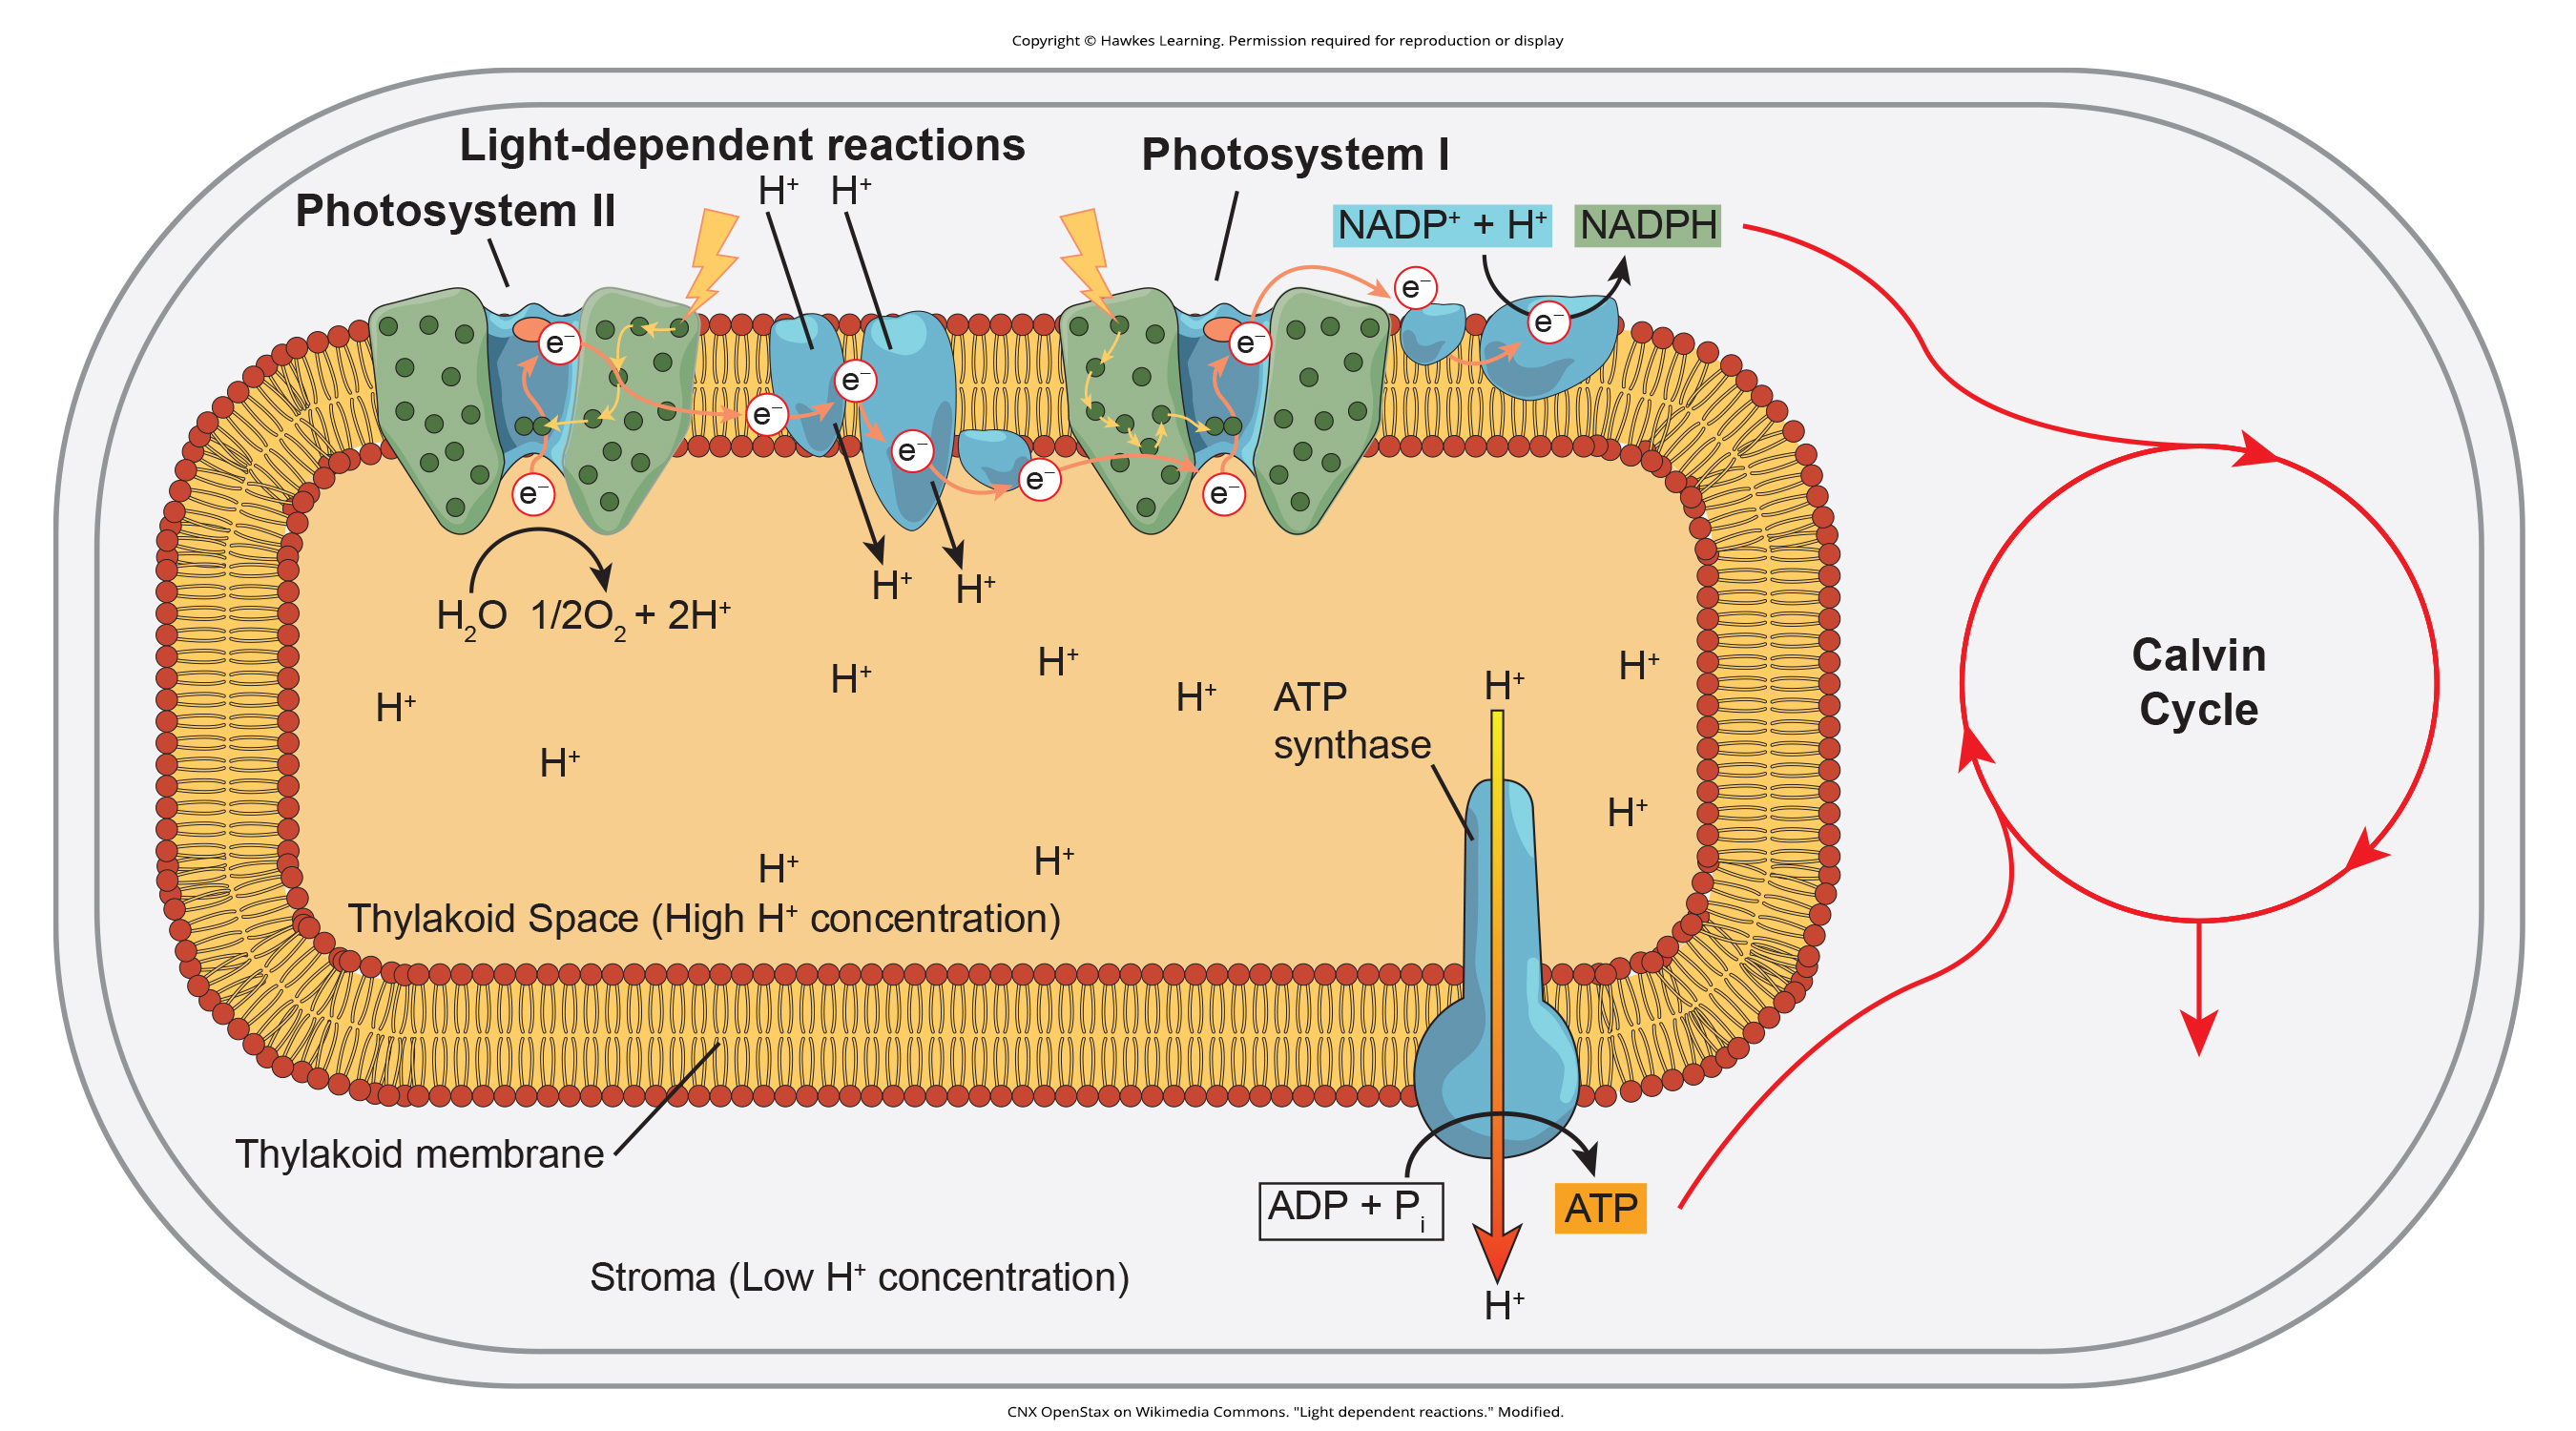 Copyright © Hawkes Learning. Permission required for reproduction or display
Light-dependent reactions
Photosystem I
Photosystem II
H⁺ H⁺
NADP⁺ + H⁺ NADPH
e⁻
e⁻
e⁻
e⁻
e⁻
e⁻
e⁻
e⁻
e⁻
e⁻
e⁻
H₂O 1/2O₂ + 2H⁺
H⁺ H⁺
H⁺
H⁺
H⁺
H⁺
H⁺
H⁺
H⁺
ATP
synthase
H⁺
H⁺
H⁺
Calvin
Cycle
Thylakoid Space (High H⁺ concentration)
Thylakoid membrane
ADP + Pᵢ
ATP
Stroma (Low H⁺ concentration)
H⁺
CNX OpenStax on Wikimedia Commons. "Light dependent reactions." Modified.